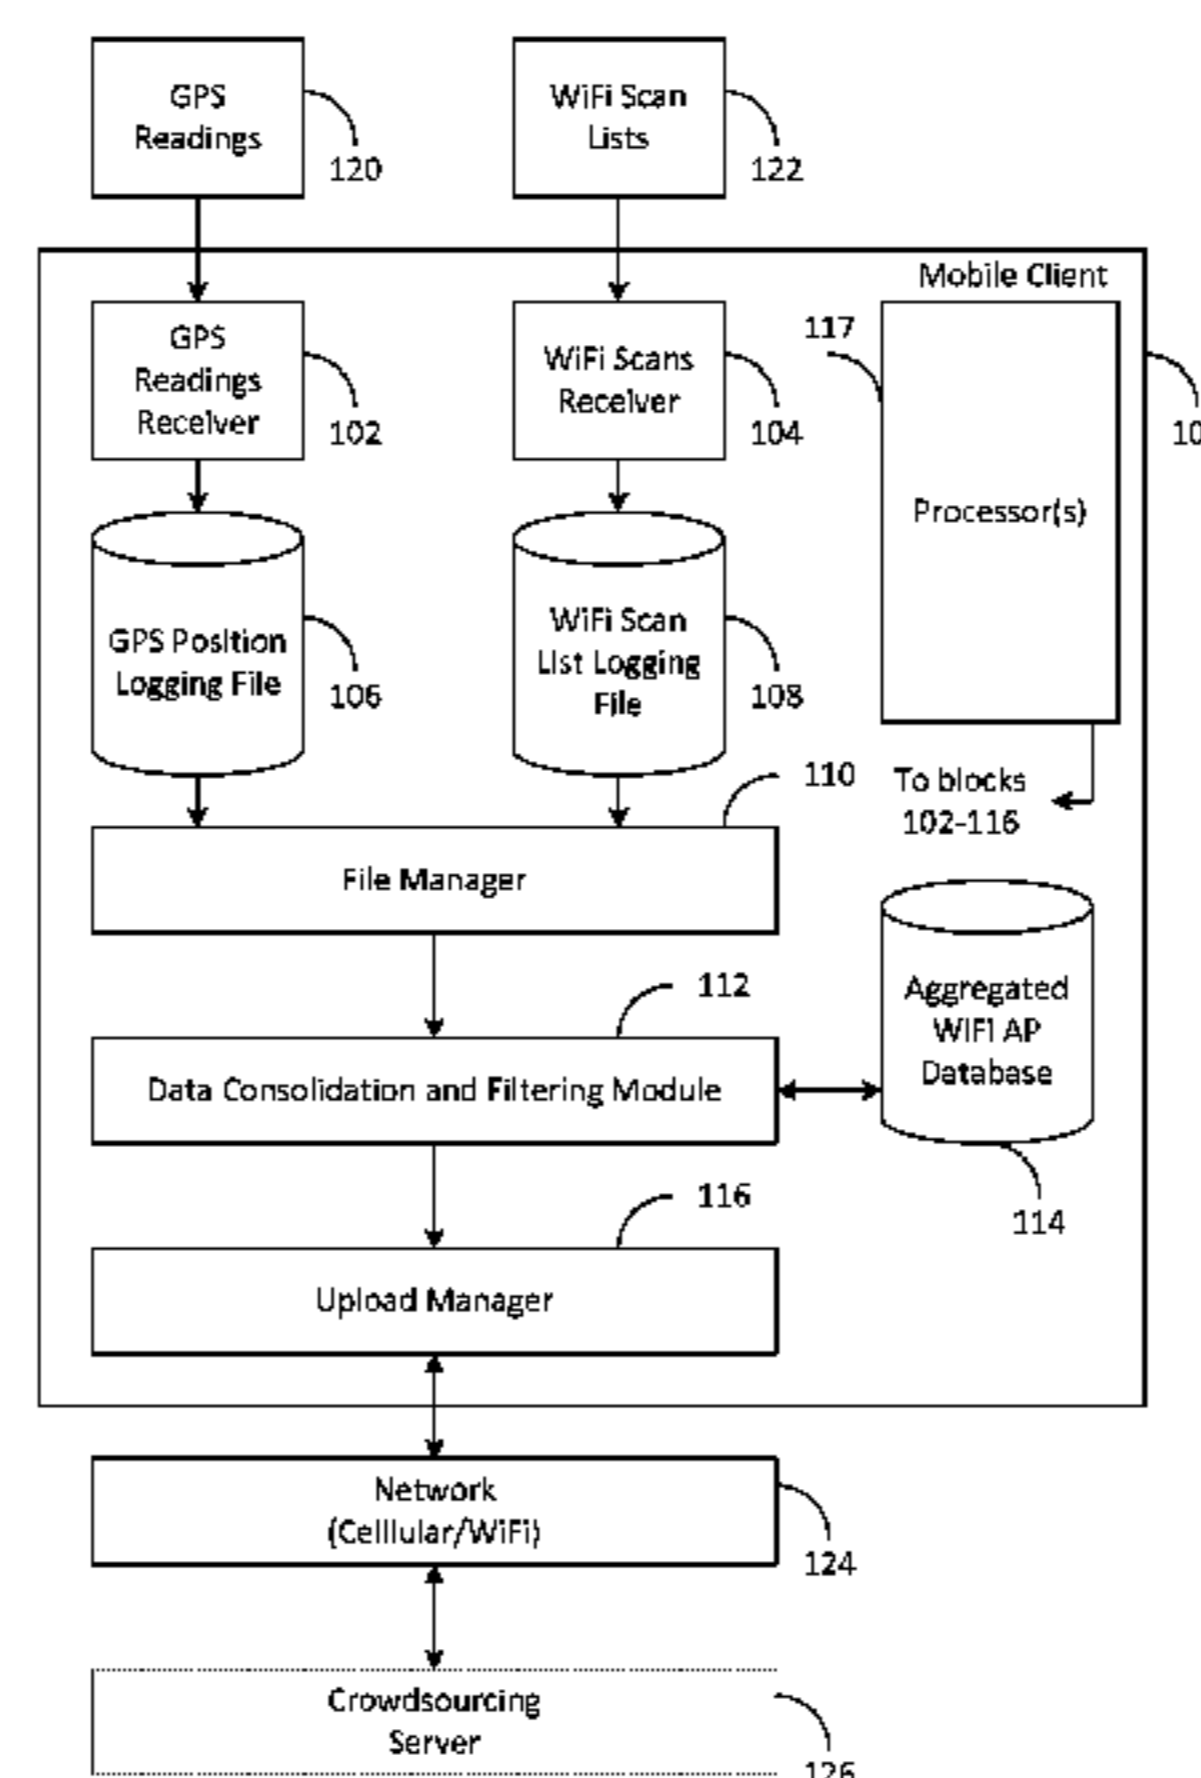 GPS
Readings
120
WiFi Scan
Lists
122
Mobile Client
GPS
Readings
Receiver
102
WiFi Scans
Receiver
104
117
Processor(s)
10
GPS Position
Logging File
106
WiFi Scan
List Logging
File
108
110
To blocks
102-116
File Manager
112
Aggregated
WiFi AP
Database
Data Consolidation and Filtering Module
116
114
Upload Manager
Network
(Celllular/WiFi)
124
Crowdsourcing
Server
126